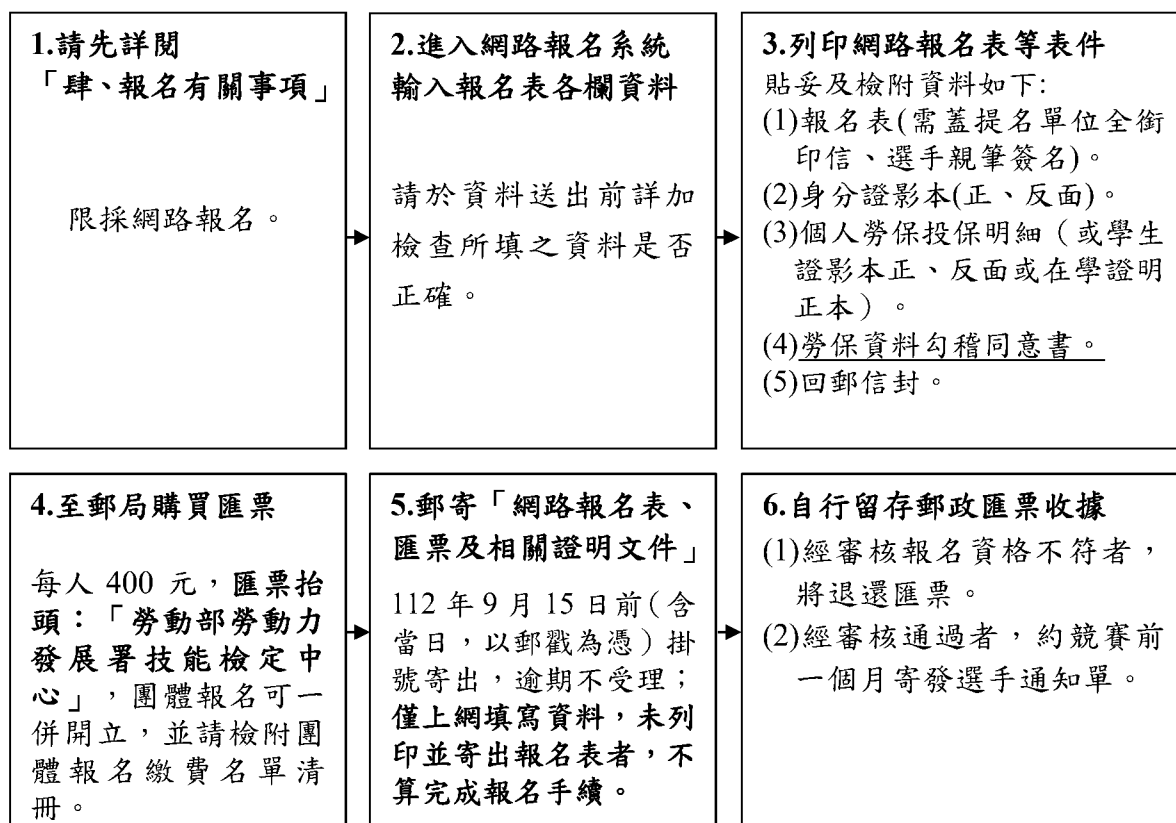 1.請先詳閱
「肆、報名有關事項」
限採網路報名。
2.進入網路報名系統
輸入報名表各欄資料
請於資料送出前詳加
檢查所填之資料是否
正確。
3.列印網路報名表等表件
貼妥及檢附資料如下:
(1)報名表(需蓋提名單位全銜
印信、選手親筆簽名)。
(2)身分證影本(正、反面)。
(3)個人勞保投保明細（或學生
證影本正、反面或在學證明
正本）。
(4)勞保資料勾稽同意書。
(5)回郵信封。
4.至郵局購買匯票
每人 400 元，匯票抬
頭：「勞動部勞動力
發展署技能檢定中
心」，團體報名可一
併開立，並請檢附團
體報名繳費名單清
冊。
5.郵寄「網路報名表、
匯票及相關證明文件」
112 年 9 月 15 日前(含
當日，以郵戳為憑)掛
號寄出，逾期不受理；
僅上網填寫資料，未列
印並寄出報名表者，不
算完成報名手續。
6.自行留存郵政匯票收據
(1)經審核報名資格不符者，
將退還匯票。
(2)經審核通過者，約競賽前
一個月寄發選手通知單。